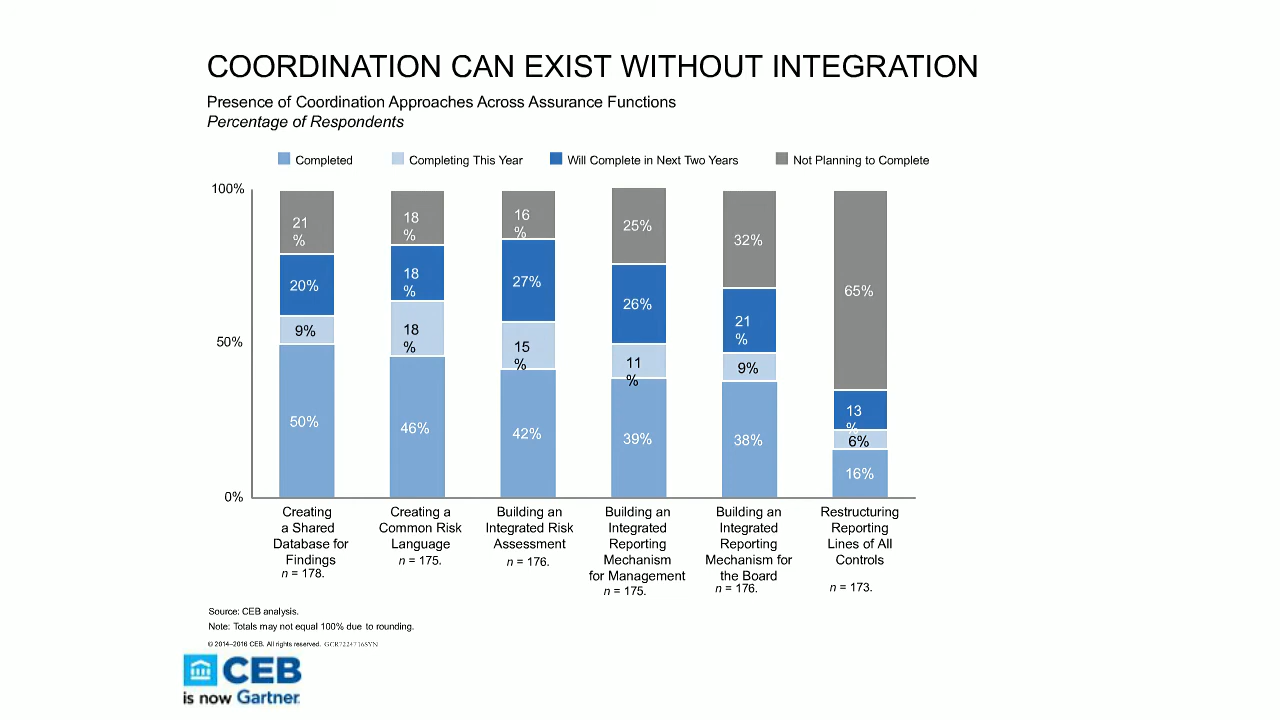 COORDINATION CAN EXIST WITHOUT INTEGRATION
Presence of Coordination Approaches Across Assurance Functions
Percentage of Respondents
Completed
Completing This Year
Will Complete in Next Two Years
Not Planning to Complete
100%
50%
0%
21
%
20%
9%
50%
18
%
18
%
18
%
46%
16
%
27%
15
%
42%
25%
26%
11
%
39%
32%
21
%
9%
38%
65%
13
%
6%
16%
Creating
a Shared
Database for
Findings
n = 178.
Creating a
Common Risk
Language
n = 175.
Building an
Integrated Risk
Assessment
n = 176.
Building an
Integrated
Reporting
Mechanism
for Management
n = 175.
Building an
Integrated
Reporting
Mechanism for
the Board
n = 176.
Restructuring
Reporting
Lines of All
Controls
n = 173.
Source: CEB analysis.
Note: Totals may not equal 100% due to rounding.
© 2014–2016 CEB. All rights reserved.
CEB
is now Gartner